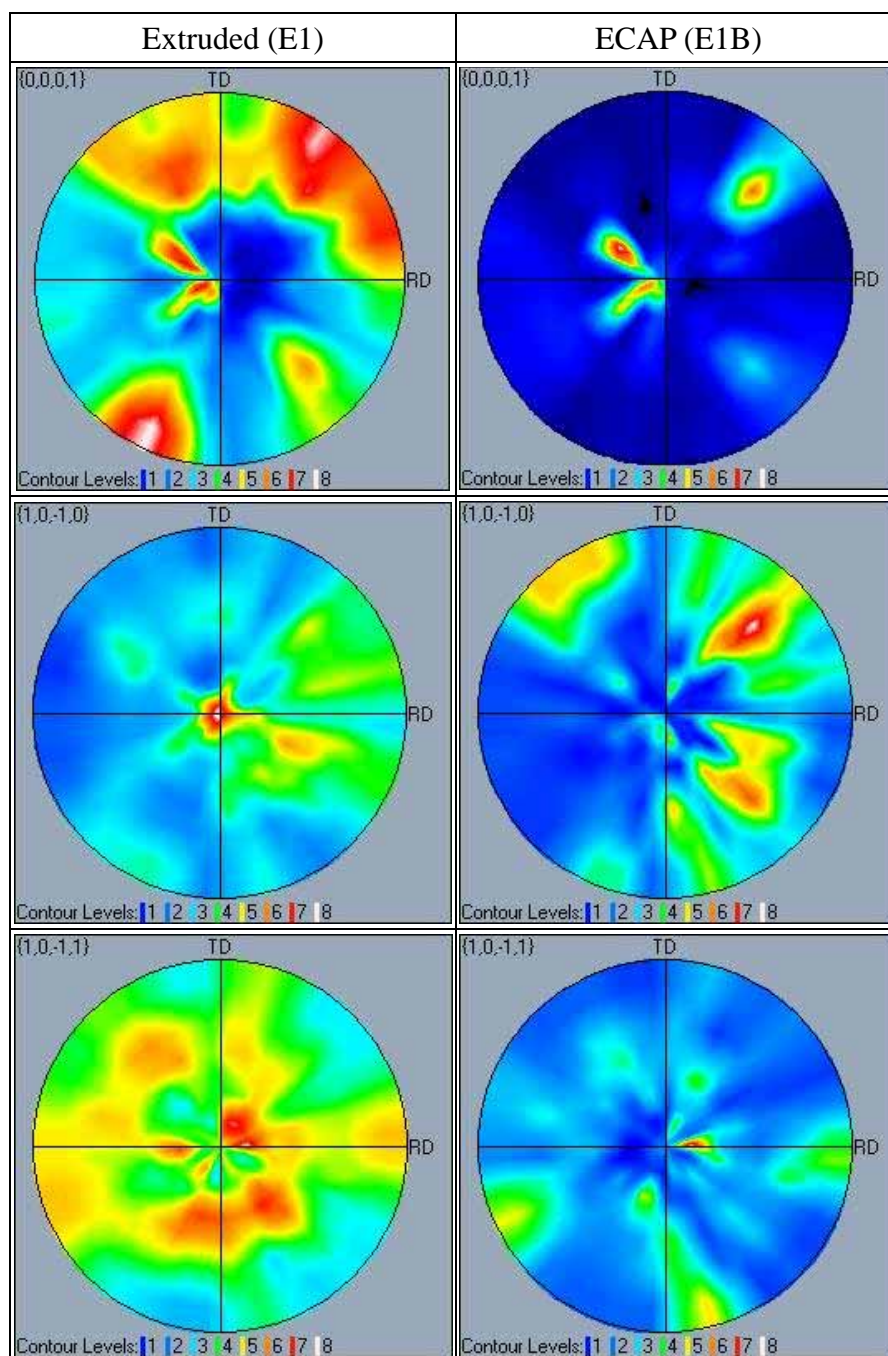 Extruded (E1) ECAP (E1B)
{0,0,0,1} TD {0,0,0,1} TD
RD RD
Contour Levels: 1 2 3 4 5 6 7 8 Contour Levels: 1 2 3 4 5 6 7 8
{1,0,-1,0} TD {1,0,-1,0} TD
RD RD
Contour Levels: 1 2 3 4 5 6 7 8 Contour Levels: 1 2 3 4 5 6 7 8
{1,0,-1,1} TD {1,0,-1,1} TD
RD RD
Contour Levels: 1 2 3 4 5 6 7 8 Contour Levels: 1 2 3 4 5 6 7 8